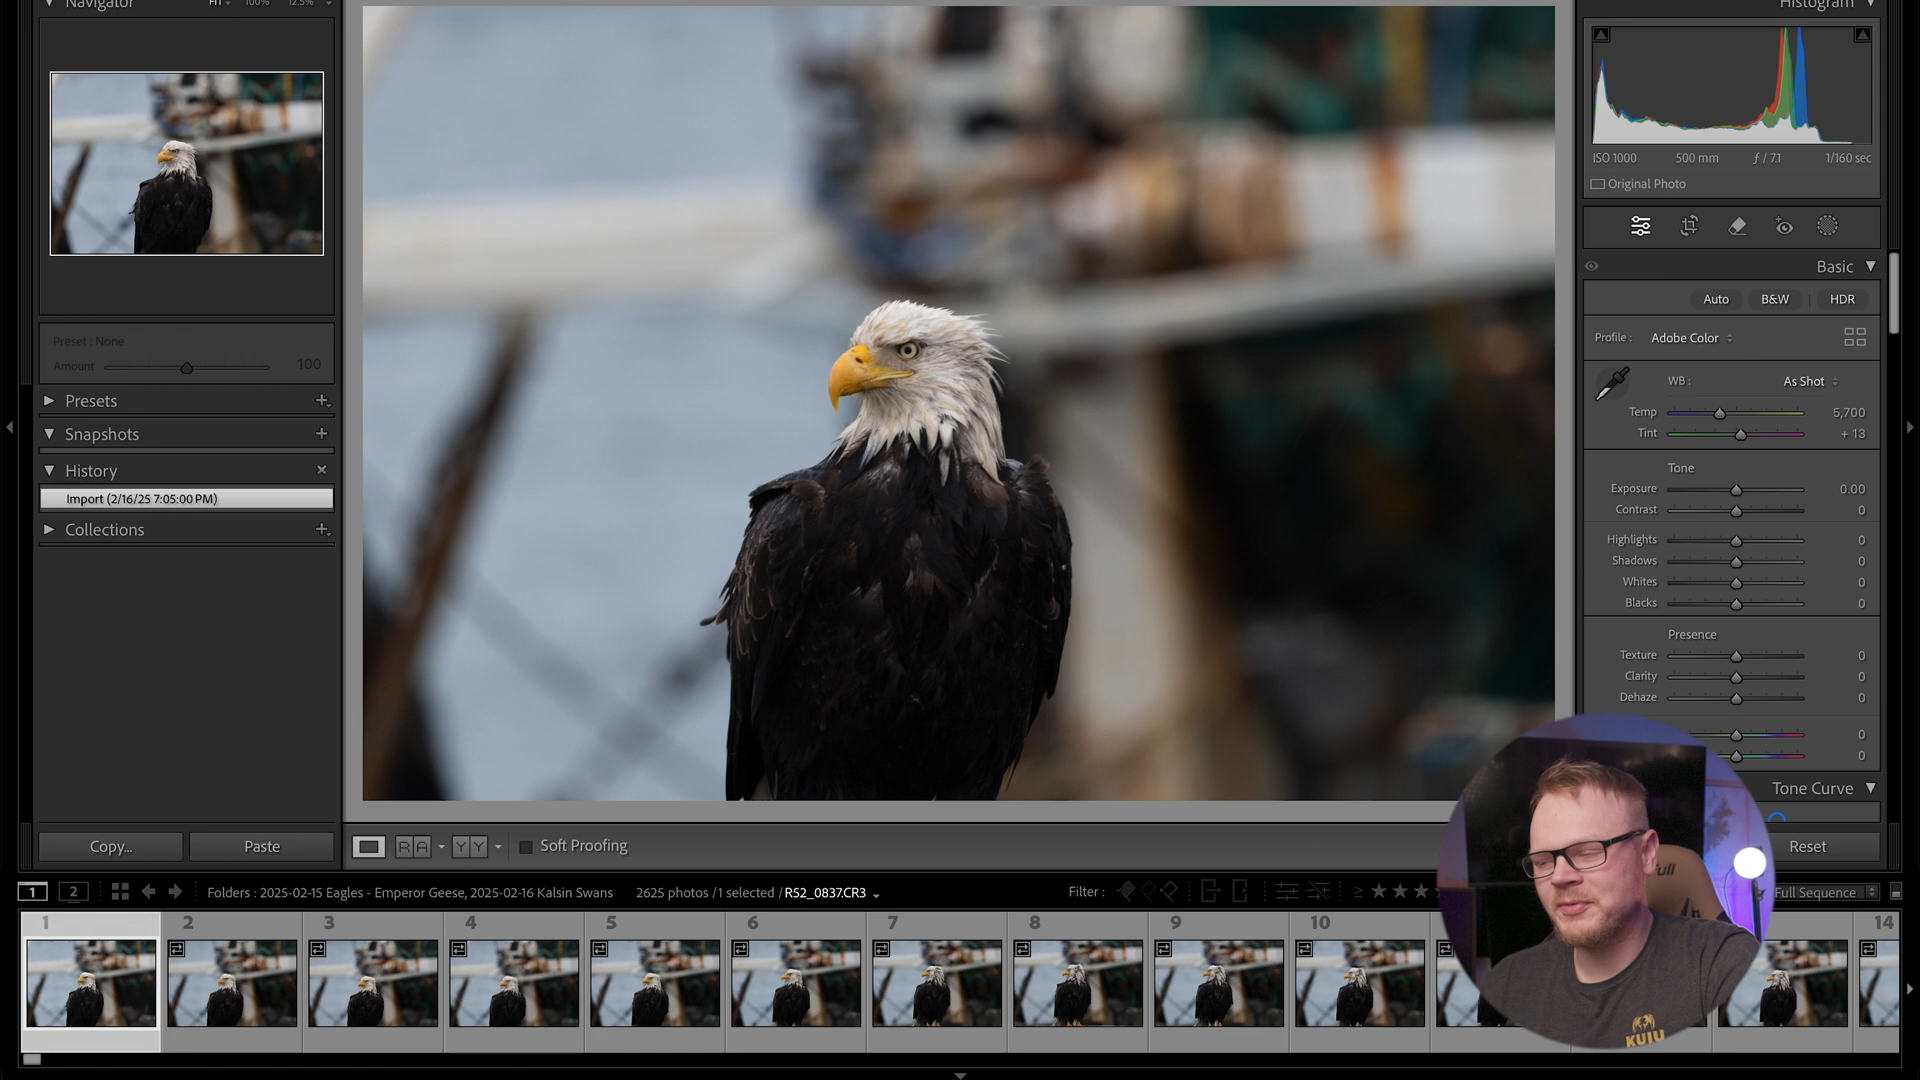 Navigator FIT 100% 12.5%
Preset : None
Amount 100
Presets
Snapshots
History
Import (2/16/25 7:05:00 PM)
Collections
Copy... Paste
Histogram
ISO 1000 500 mm ƒ / 7.1 1/160 sec
Original Photo
Basic
Auto B&W HDR
Profile : Adobe Color
WB : As Shot
Temp 5,700
Tint + 13
Tone
Exposure 0.00
Contrast 0
Highlights 0
Shadows 0
Whites 0
Blacks 0
Presence
Texture 0
Clarity 0
Dehaze 0
0
0
Tone Curve
Reset
R A Y Y Soft Proofing
1 2 Folders : 2025-02-15 Eagles - Emperor Geese, 2025-02-16 Kalsin Swans 2625 photos / 1 selected / R52_0837.CR3 Filter : ≥ ★ ★ ★ Full Sequence
1 2 3 4 5 6 7 8 9 10 14
KUIU